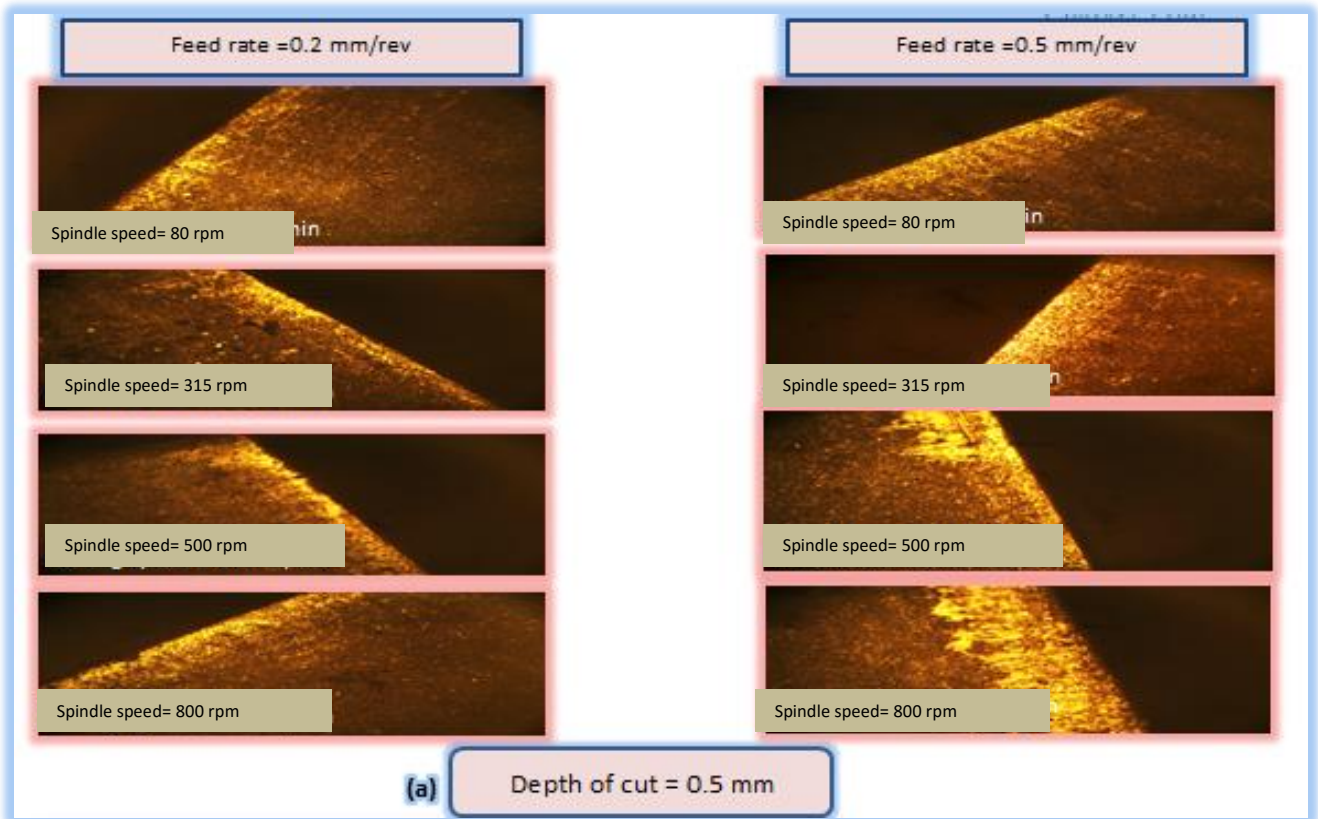 Feed rate =0.2 mm/rev
Feed rate =0.5 mm/rev
Spindle speed= 80 rpm
Spindle speed= 80 rpm
in
Spindle speed= 315 rpm
Spindle speed= 315 rpm
Spindle speed= 500 rpm
Spindle speed= 500 rpm
Spindle speed= 800 rpm
Spindle speed= 800 rpm
(a)
Depth of cut = 0.5 mm